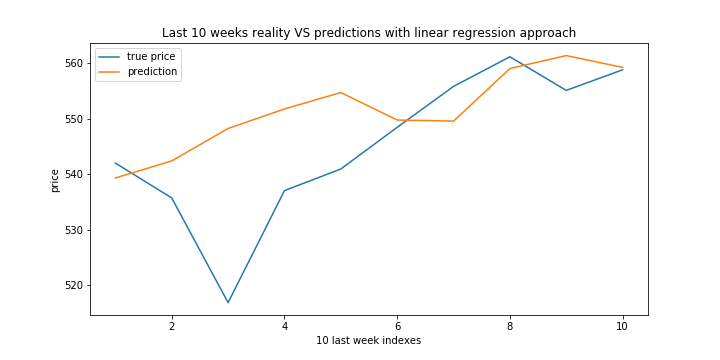 Last 10 weeks reality VS predictions with linear regression approach
true price
prediction
560
550
540
530
520
price
2 4 6 8 10
10 last week indexes